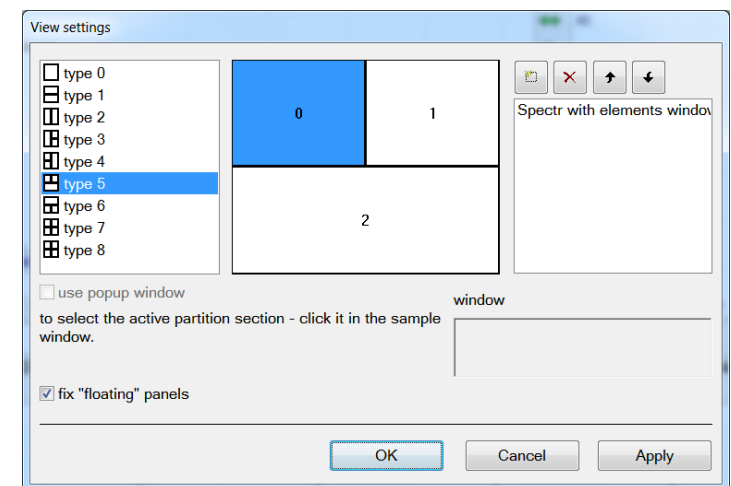 View settings
type 0
type 1
type 2
type 3
type 4
type 5
type 6
type 7
type 8
0
1
2
Spectr with elements window
use popup window
to select the active partition section - click it in the sample
window.
window
fix "floating" panels
OK
Cancel
Apply